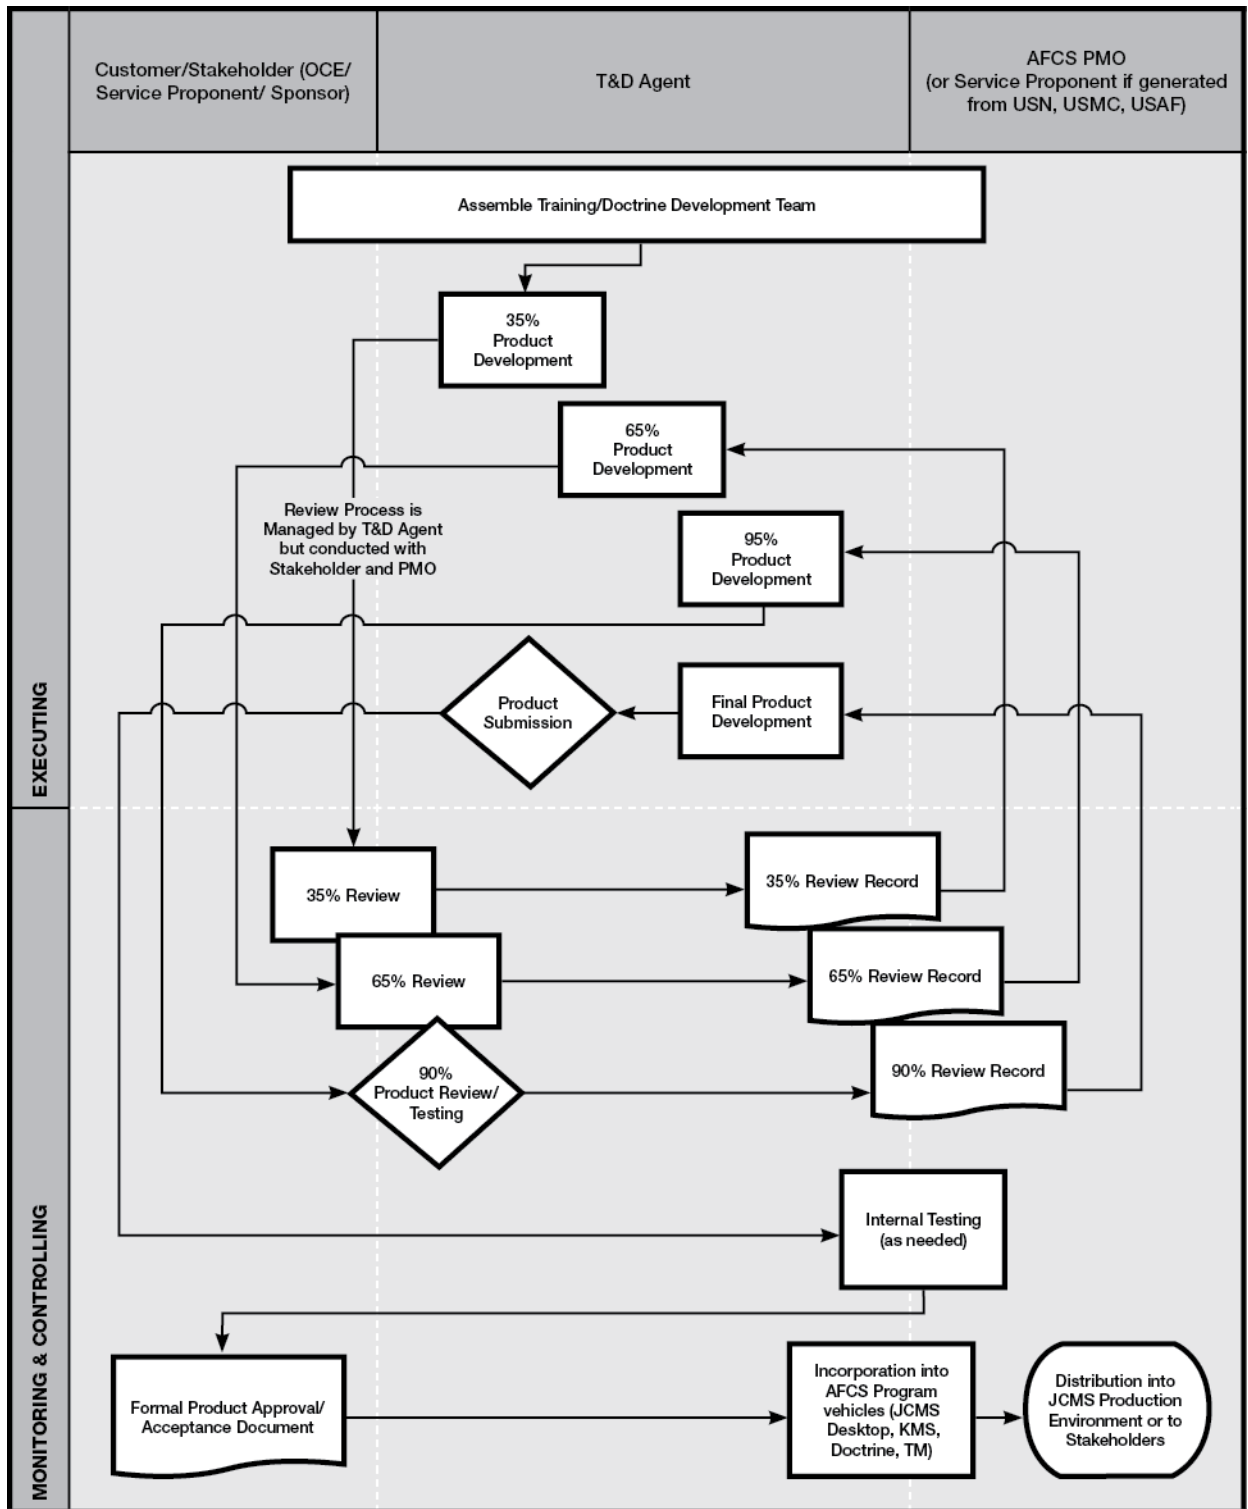 Customer/Stakeholder (OCE/
Service Proponent/ Sponsor)
T&D Agent
AFCS PMO
(or Service Proponent if generated
from USN, USMC, USAF)
EXECUTING
Assemble Training/Doctrine Development Team
35%
Product
Development
65%
Product
Development
Review Process is
Managed by T&D Agent
but conducted with
Stakeholder and PMO
95%
Product
Development
Product
Submission
Final Product
Development
MONITORING & CONTROLLING
35% Review
35% Review Record
65% Review
65% Review Record
90%
Product Review/
Testing
90% Review Record
Internal Testing
(as needed)
Formal Product Approval/
Acceptance Document
Incorporation into
AFCS Program
vehicles (JCMS
Desktop, KMS,
Doctrine, TM)
Distribution into
JCMS Production
Environment or to
Stakeholders